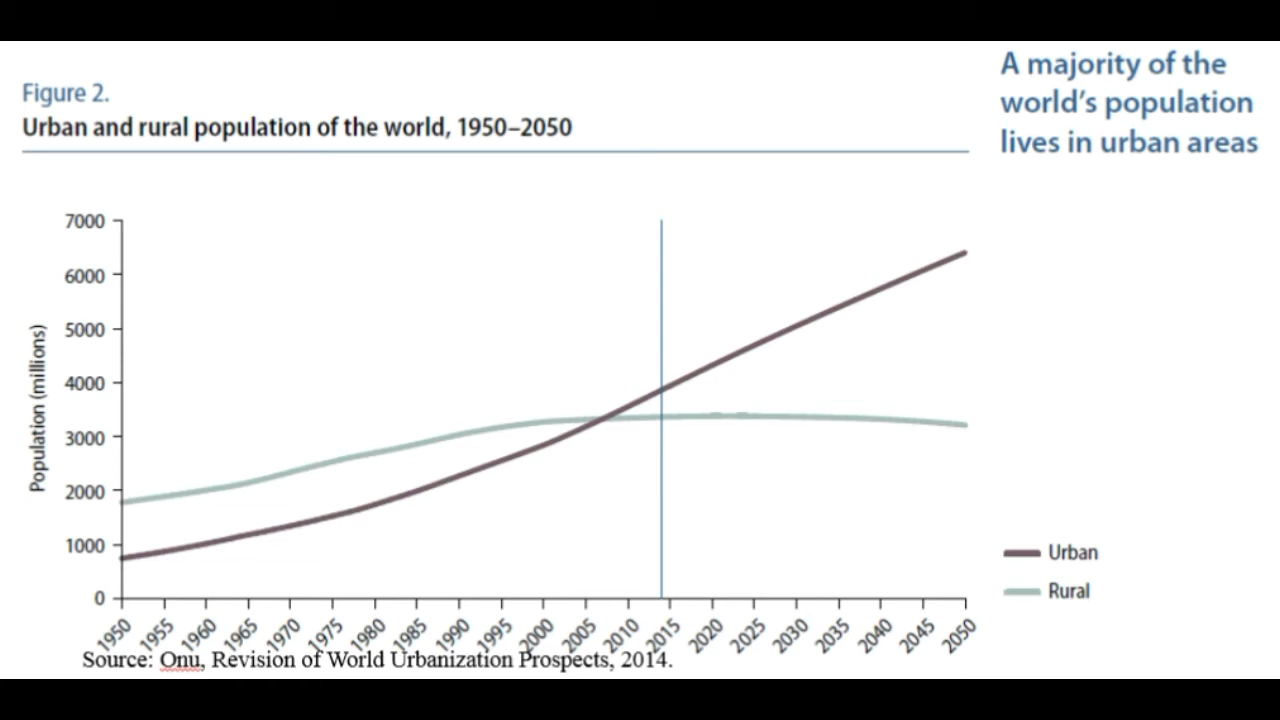 A majority of the
world's population
lives in urban areas
Figure 2.
Urban and rural population of the world, 1950–2050
7000
6000
5000
4000
3000
2000
1000
0
Population (millions)
1950 1955 1960 1965 1970 1975 1980 1985 1990 1995 2000 2005 2010 2015 2020 2025 2030 2035 2040 2045 2050
Urban
Rural
Source: Onu, Revision of World Urbanization Prospects, 2014.